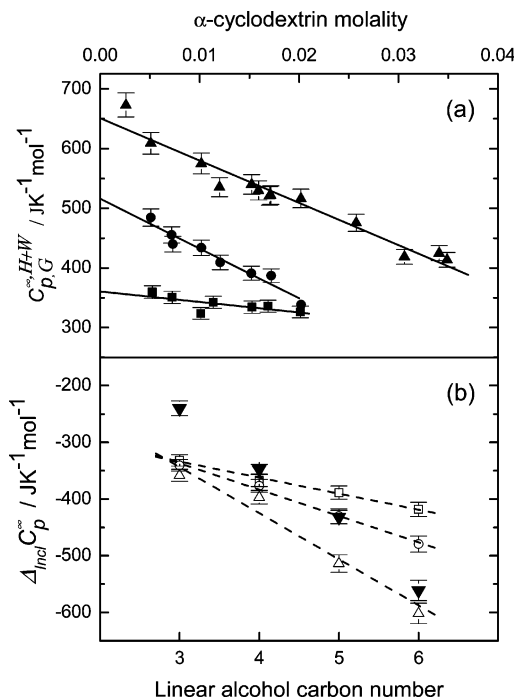 α-cyclodextrin molality
0.00 0.01 0.02 0.03 0.04
(a)
700
600
500
400
300
C∞,H+W p,G / JK⁻¹mol⁻¹
(b)
-200
-300
-400
-500
-600
ΔIncl C∞p / JK⁻¹mol⁻¹
3 4 5 6
Linear alcohol carbon number